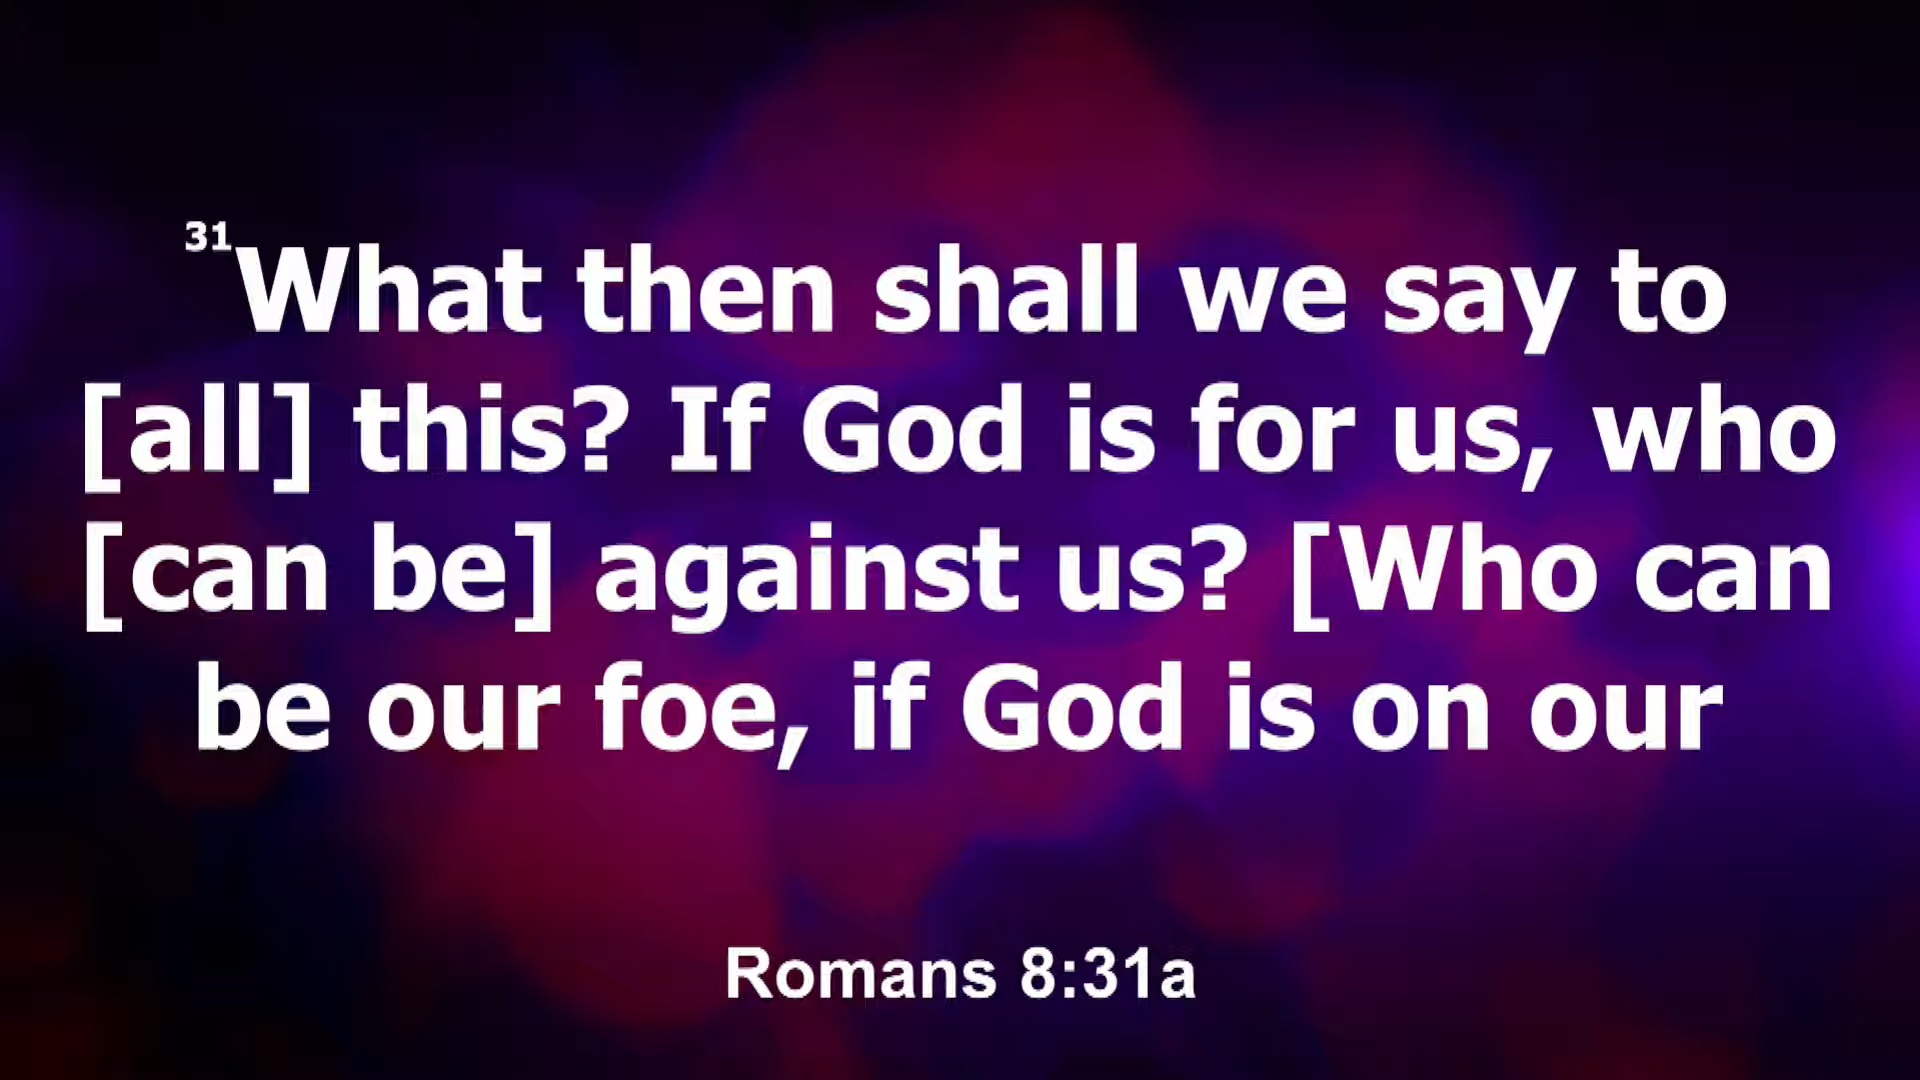 31What then shall we say to
[all] this? If God is for us, who
[can be] against us? [Who can
be our foe, if God is on our
Romans 8:31a